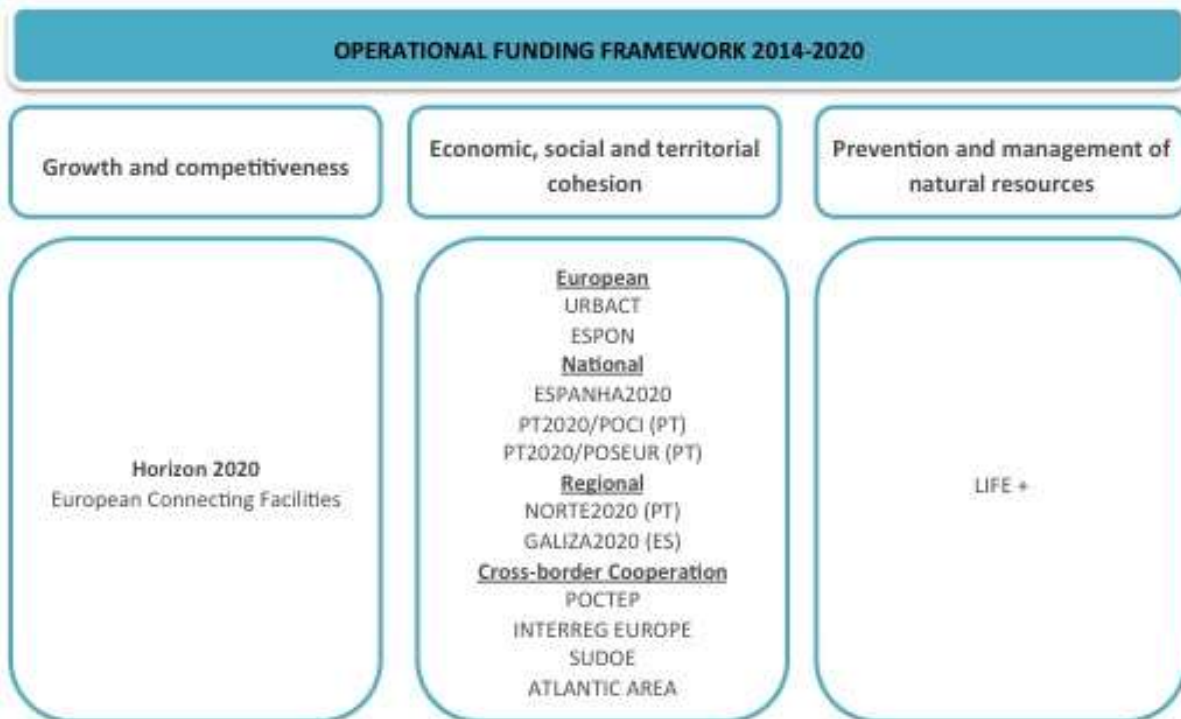 OPERATIONAL FUNDING FRAMEWORK 2014-2020
Growth and competitiveness
Economic, social and territorial
cohesion
Prevention and management of
natural resources
Horizon 2020
European Connecting Facilities
European
URBACT
ESPON
National
ESPANHA2020
PT2020/POCI (PT)
PT2020/POSEUR (PT)
Regional
NORTE2020 (PT)
GALIZA2020 (ES)
Cross-border Cooperation
POCTEP
INTERREG EUROPE
SUDOE
ATLANTIC AREA
LIFE +